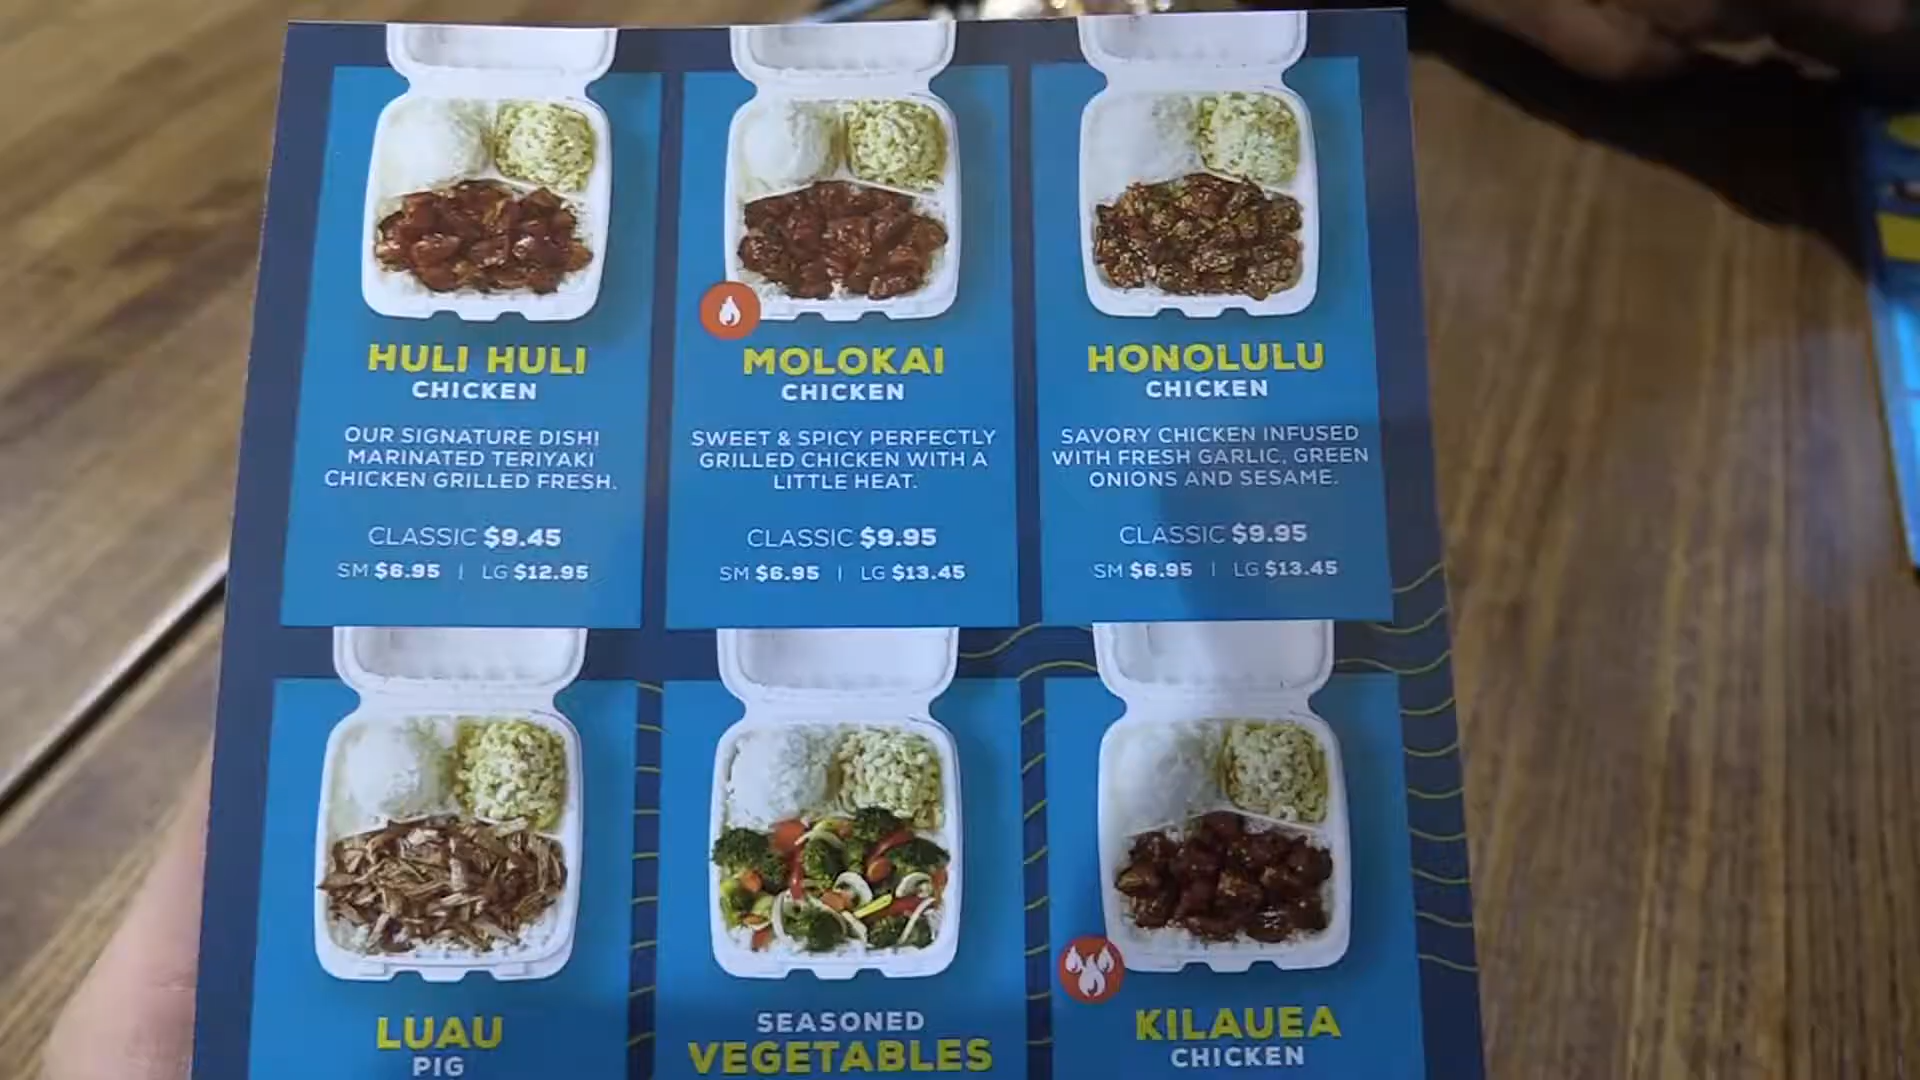 HULI HULI
CHICKEN
OUR SIGNATURE DISH!
MARINATED TERIYAKI
CHICKEN GRILLED FRESH.
CLASSIC $9.45
SM $6.95 | LG $12.95
MOLOKAI
CHICKEN
SWEET & SPICY PERFECTLY
GRILLED CHICKEN WITH A
LITTLE HEAT.
CLASSIC $9.95
SM $6.95 | LG $13.45
HONOLULU
CHICKEN
SAVORY CHICKEN INFUSED
WITH FRESH GARLIC, GREEN
ONIONS AND SESAME.
CLASSIC $9.95
SM $6.95 | LG $13.45
LUAU
PIG
SEASONED
VEGETABLES
KILAUEA
CHICKEN